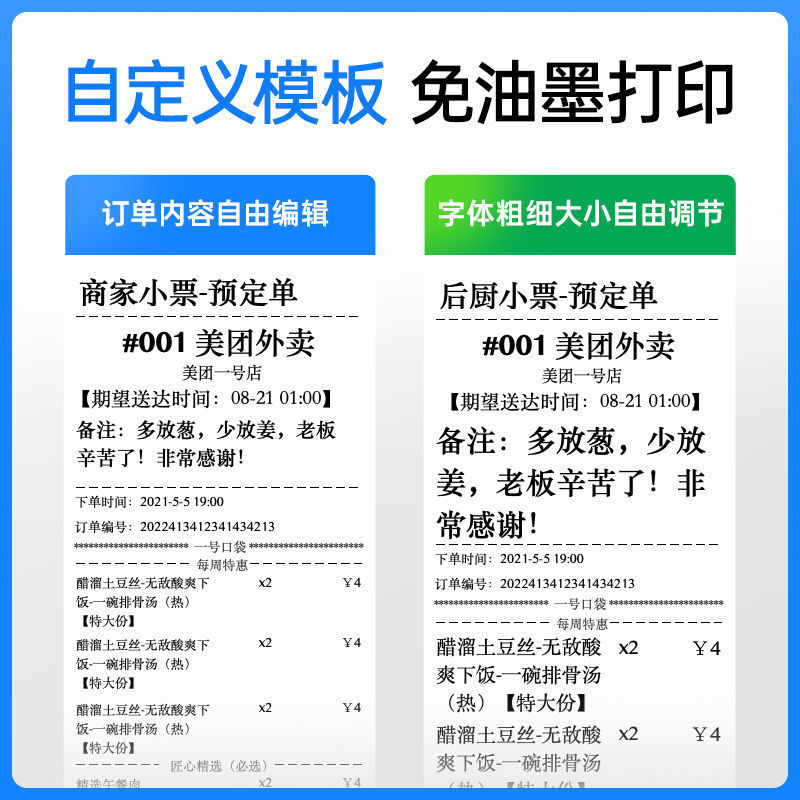 自定义模板 免油墨打印
订单内容自由编辑
商家小票-预定单
#001 美团外卖
美团一号店
【期望送达时间：08-21 01:00】
备注：多放葱，少放姜，老板
辛苦了！非常感谢！
下单时间：2021-5-5 19:00
订单编号：2022413412341434213
********************** 一号口袋 **********************
每周特惠
醋溜土豆丝-无敌酸爽下 x2 ￥4
饭-一碗排骨汤（热）
【特大份】
醋溜土豆丝-无敌酸爽下 x2 ￥4
饭-一碗排骨汤（热）
【特大份】
醋溜土豆丝-无敌酸爽下 x2 ￥4
饭-一碗排骨汤（热）
【特大份】
匠心精选（必选）
精选午餐肉 x2 ￥4
字体粗细大小自由调节
后厨小票-预定单
#001 美团外卖
美团一号店
【期望送达时间：08-21 01:00】
备注：多放葱，少放
姜，老板辛苦了！非
常感谢！
下单时间：2021-5-5 19:00
订单编号：2022413412341434213
********************** 一号口袋 **********************
每周特惠
醋溜土豆丝-无敌酸 x2 ￥4
爽下饭-一碗排骨汤
（热）【特大份】
醋溜土豆丝-无敌酸 x2 ￥4
爽下饭-一碗排骨汤
（热）【特大份】